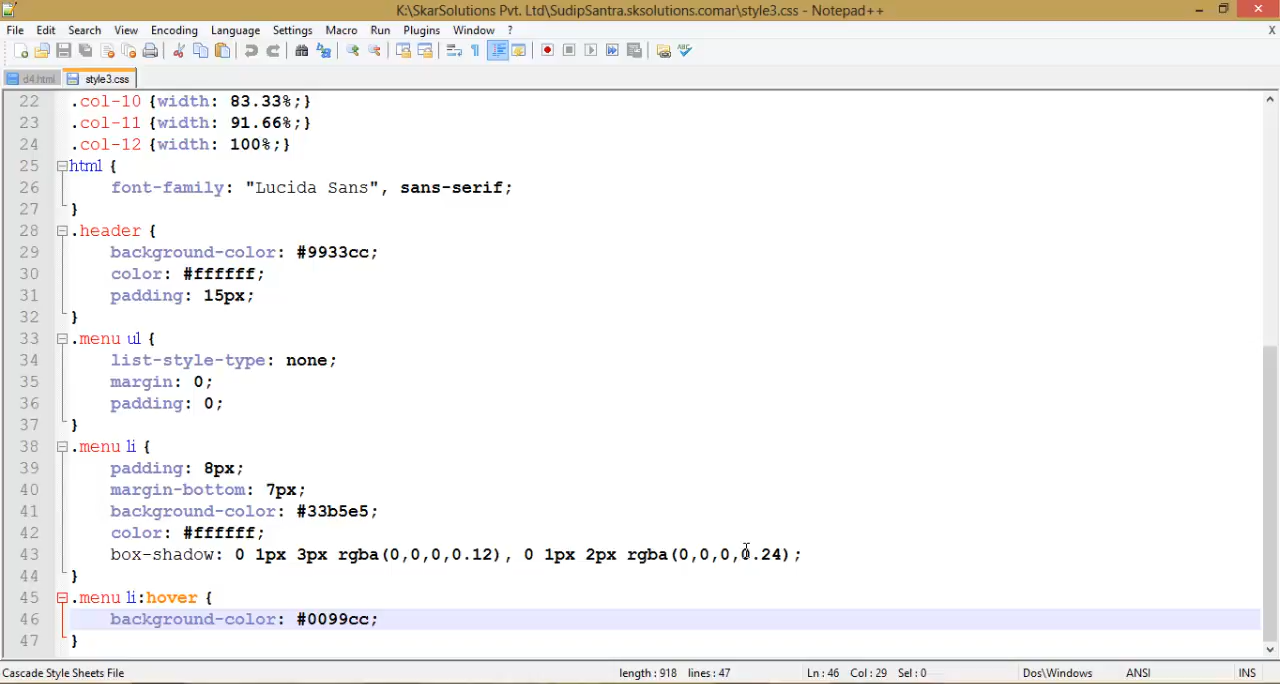 K:\SkarSolutions Pvt. Ltd\SudipSantra.sksolutions.comar\style3.css - Notepad++
File Edit Search View Encoding Language Settings Macro Run Plugins Window ? X
d4.html style3.css
22 .col-10 {width: 83.33%;}
23 .col-11 {width: 91.66%;}
24 .col-12 {width: 100%;}
25 html {
26 font-family: "Lucida Sans", sans-serif;
27 }
28 .header {
29 background-color: #9933cc;
30 color: #ffffff;
31 padding: 15px;
32 }
33 .menu ul {
34 list-style-type: none;
35 margin: 0;
36 padding: 0;
37 }
38 .menu li {
39 padding: 8px;
40 margin-bottom: 7px;
41 background-color: #33b5e5;
42 color: #ffffff;
43 box-shadow: 0 1px 3px rgba(0,0,0,0.12), 0 1px 2px rgba(0,0,0,0.24);
44 }
45 .menu li:hover {
46 background-color: #0099cc;
47 }
Cascade Style Sheets File length : 918 lines : 47 Ln : 46 Col : 29 Sel : 0 Dos\Windows ANSI INS